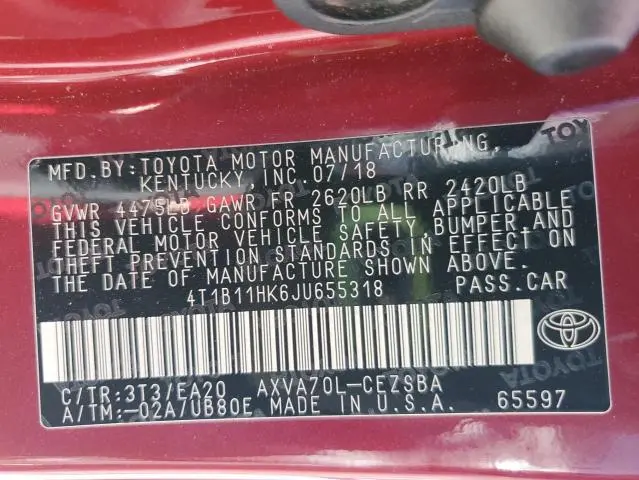 MFD.BY:TOYOTA MOTOR MANUFACTURING,
KENTUCKY,INC.07/18
GVWR 4475LB GAWR FR 2620LB RR 2420LB
THIS VEHICLE CONFORMS TO ALL APPLICABLE
FEDERAL MOTOR VEHICLE SAFETY,BUMPER,AND
THEFT PREVENTION STANDARDS IN EFFECT ON
THE DATE OF MANUFACTURE SHOWN ABOVE.
4T1B11HK6JU655318 PASS.CAR
C/TR:3T3/EA20 AXVA70L-CEZSBA
A/TM:-02A/UB80E MADE IN U.S.A. 65597
TOYOTA